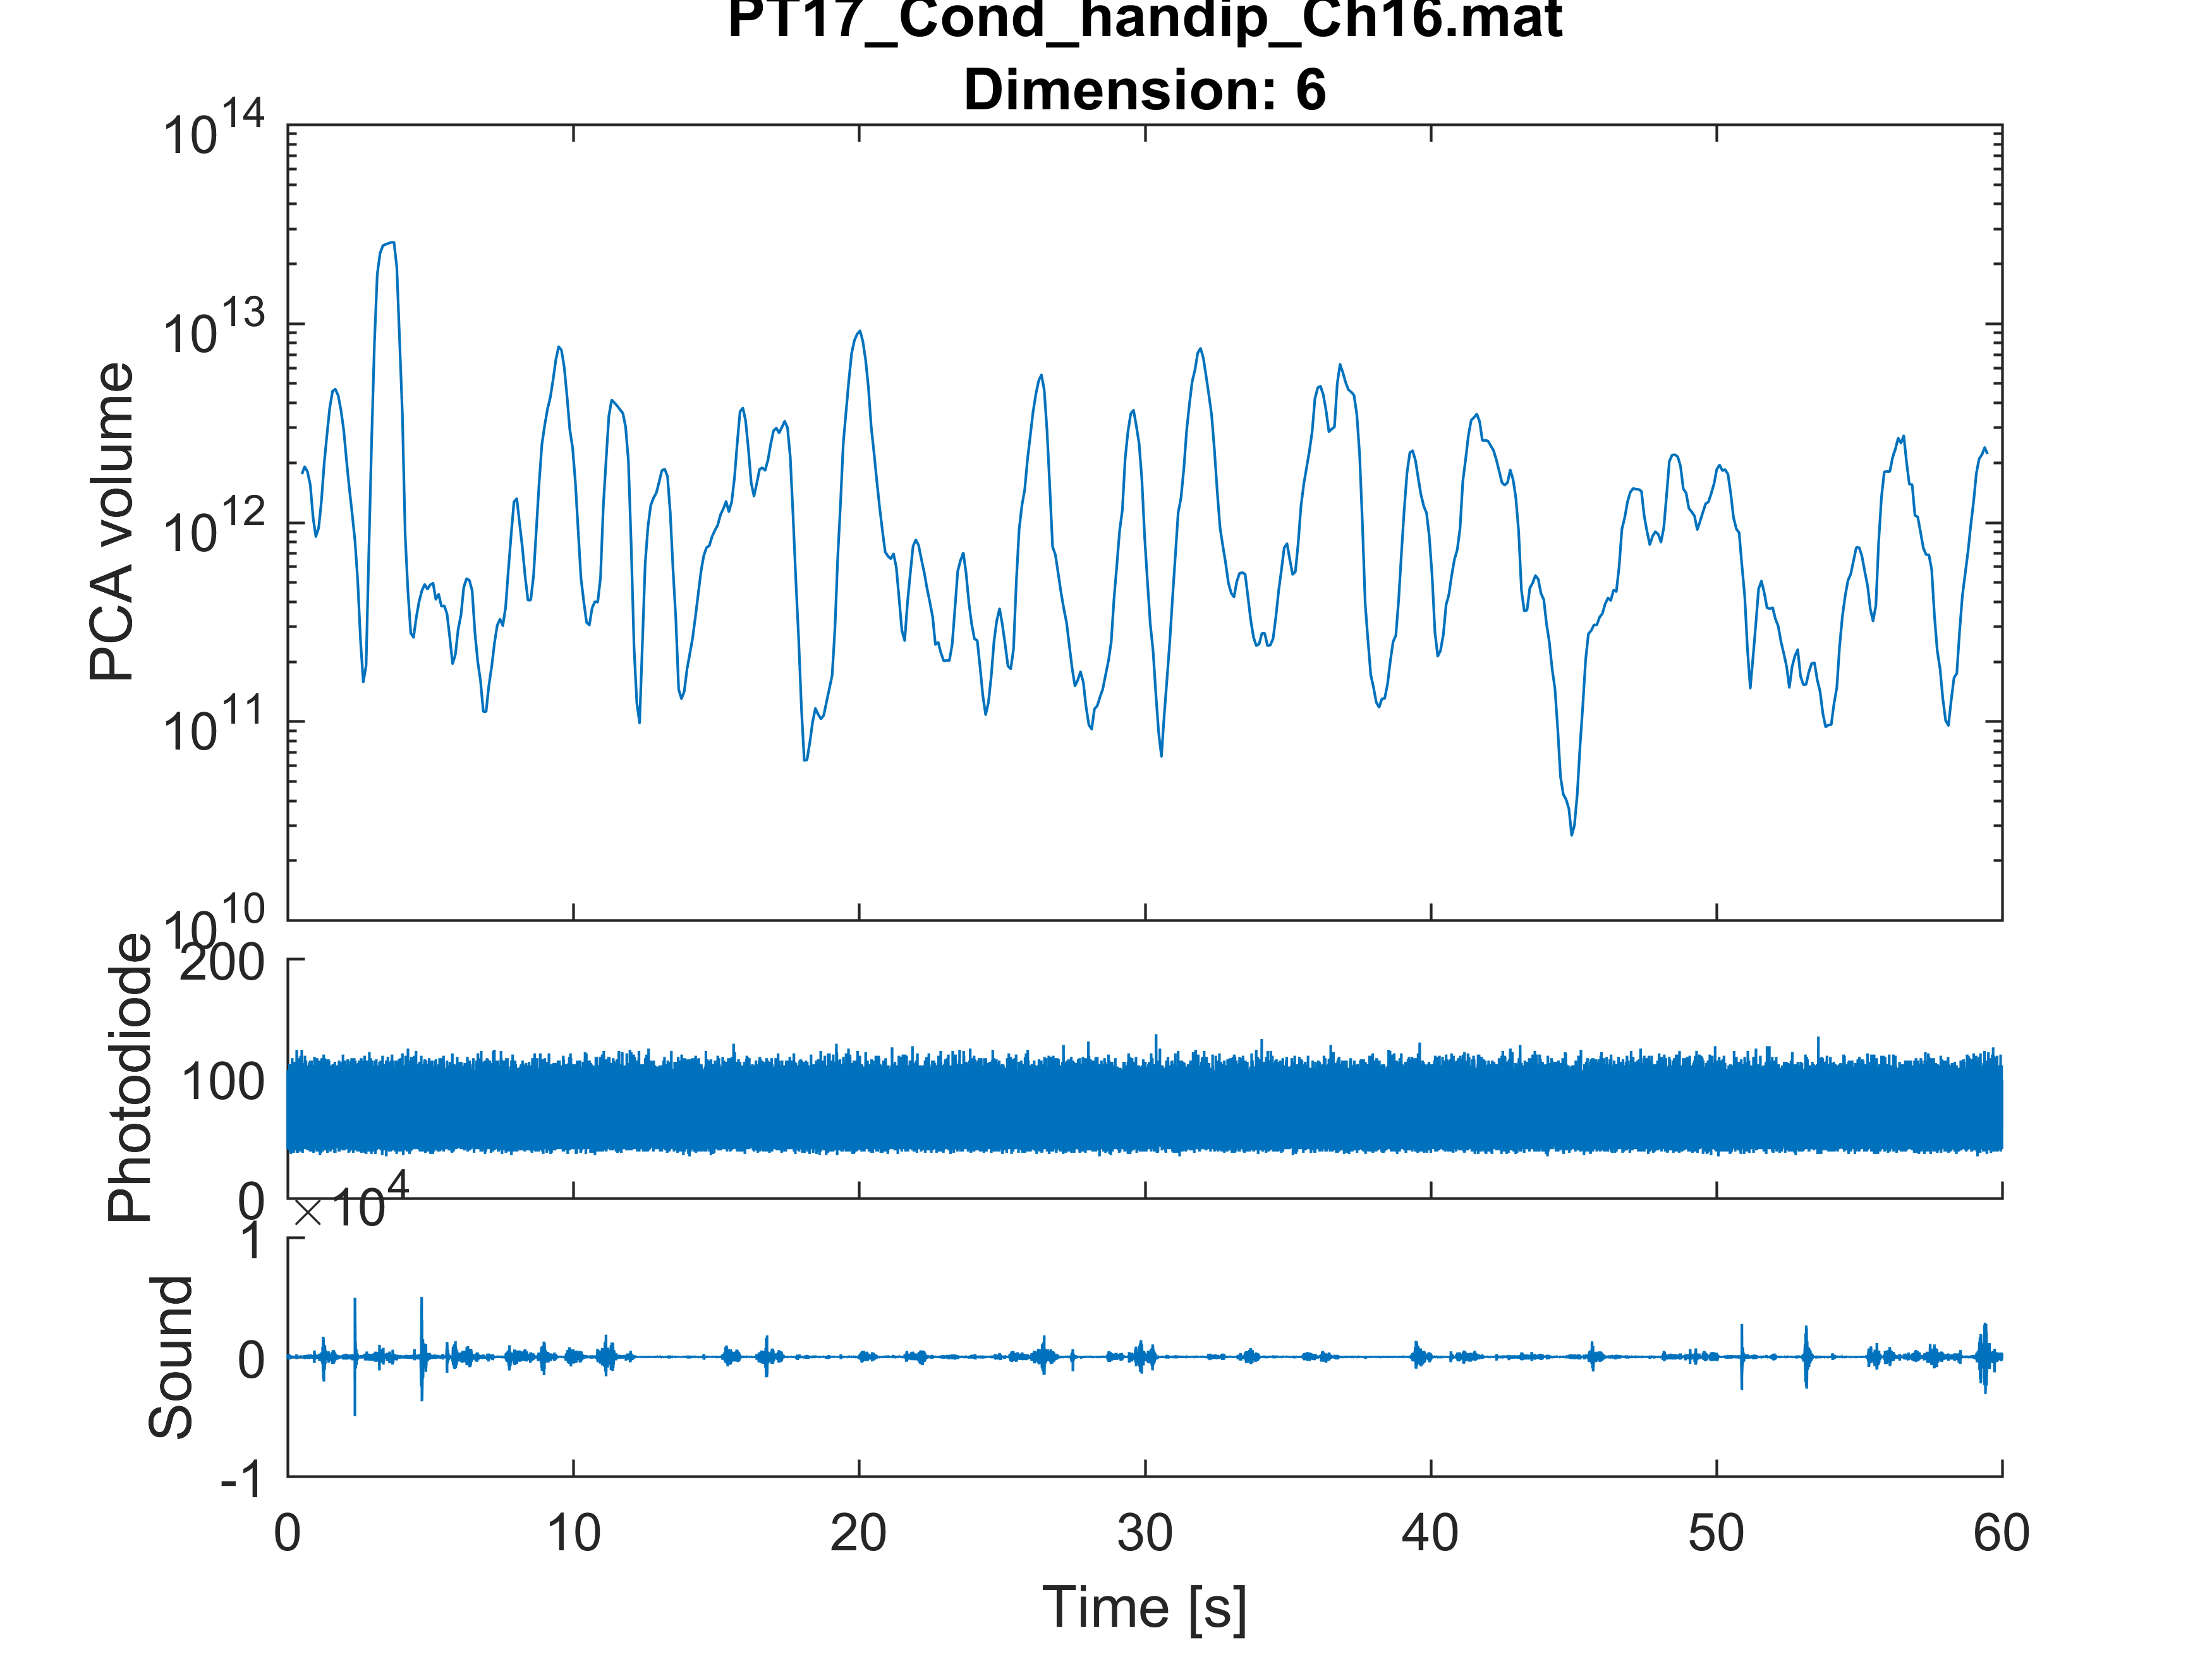 PT17_Cond_handip_Ch16.mat
Dimension: 6
10^14
10^13
10^12
10^11
10^10
PCA volume
200
100
0
Photodiode
×10^4
1
0
-1
Sound
0 10 20 30 40 50 60
Time [s]